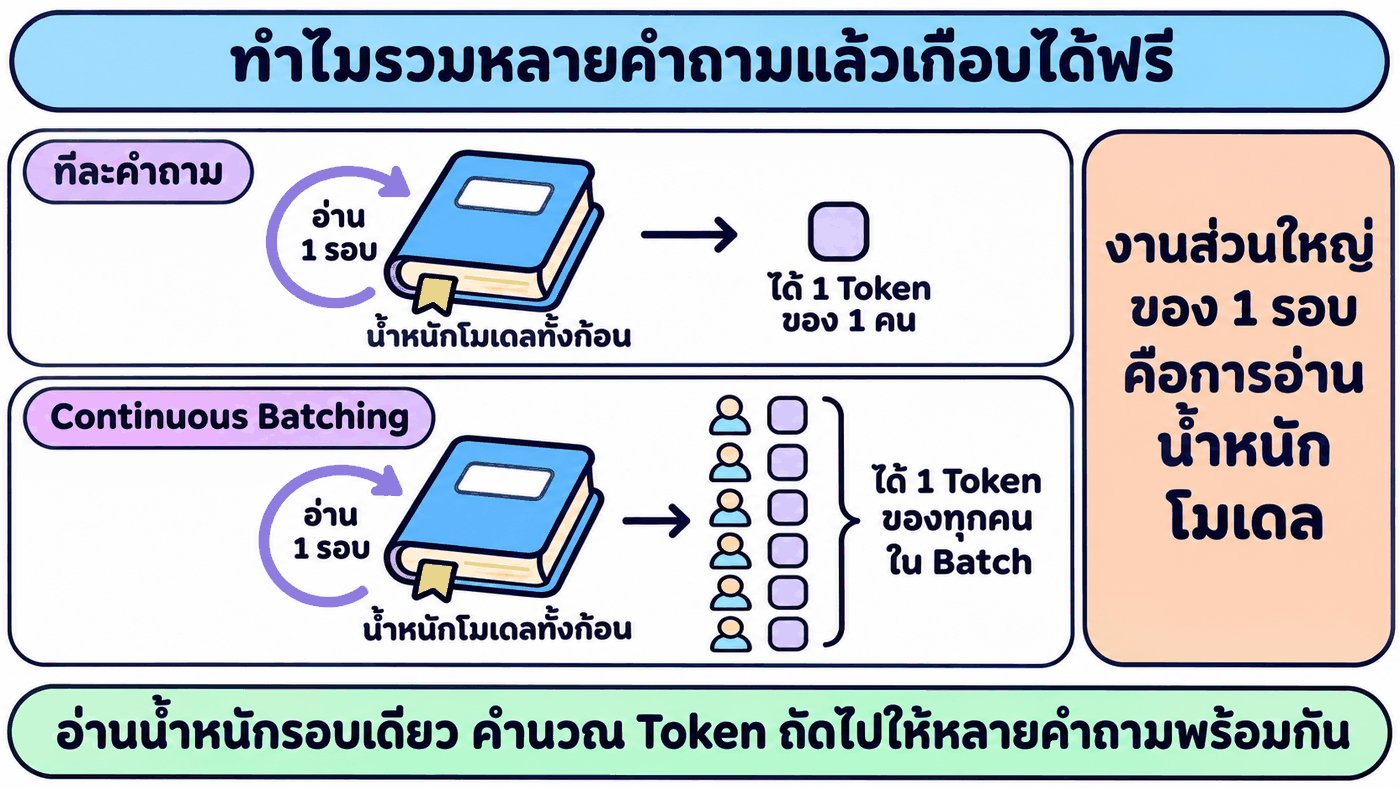 ทำไมรวมหลายคำถามแล้วเกือบได้ฟรี
ทีละคำถาม
อ่าน
1 รอบ
น้ำหนักโมเดลทั้งก้อน
ได้ 1 Token
ของ 1 คน
Continuous Batching
อ่าน
1 รอบ
น้ำหนักโมเดลทั้งก้อน
ได้ 1 Token
ของทุกคน
ใน Batch
งานส่วนใหญ่
ของ 1 รอบ
คือการอ่าน
น้ำหนัก
โมเดล
อ่านน้ำหนักรอบเดียว คำนวณ Token ถัดไปให้หลายคำถามพร้อมกัน